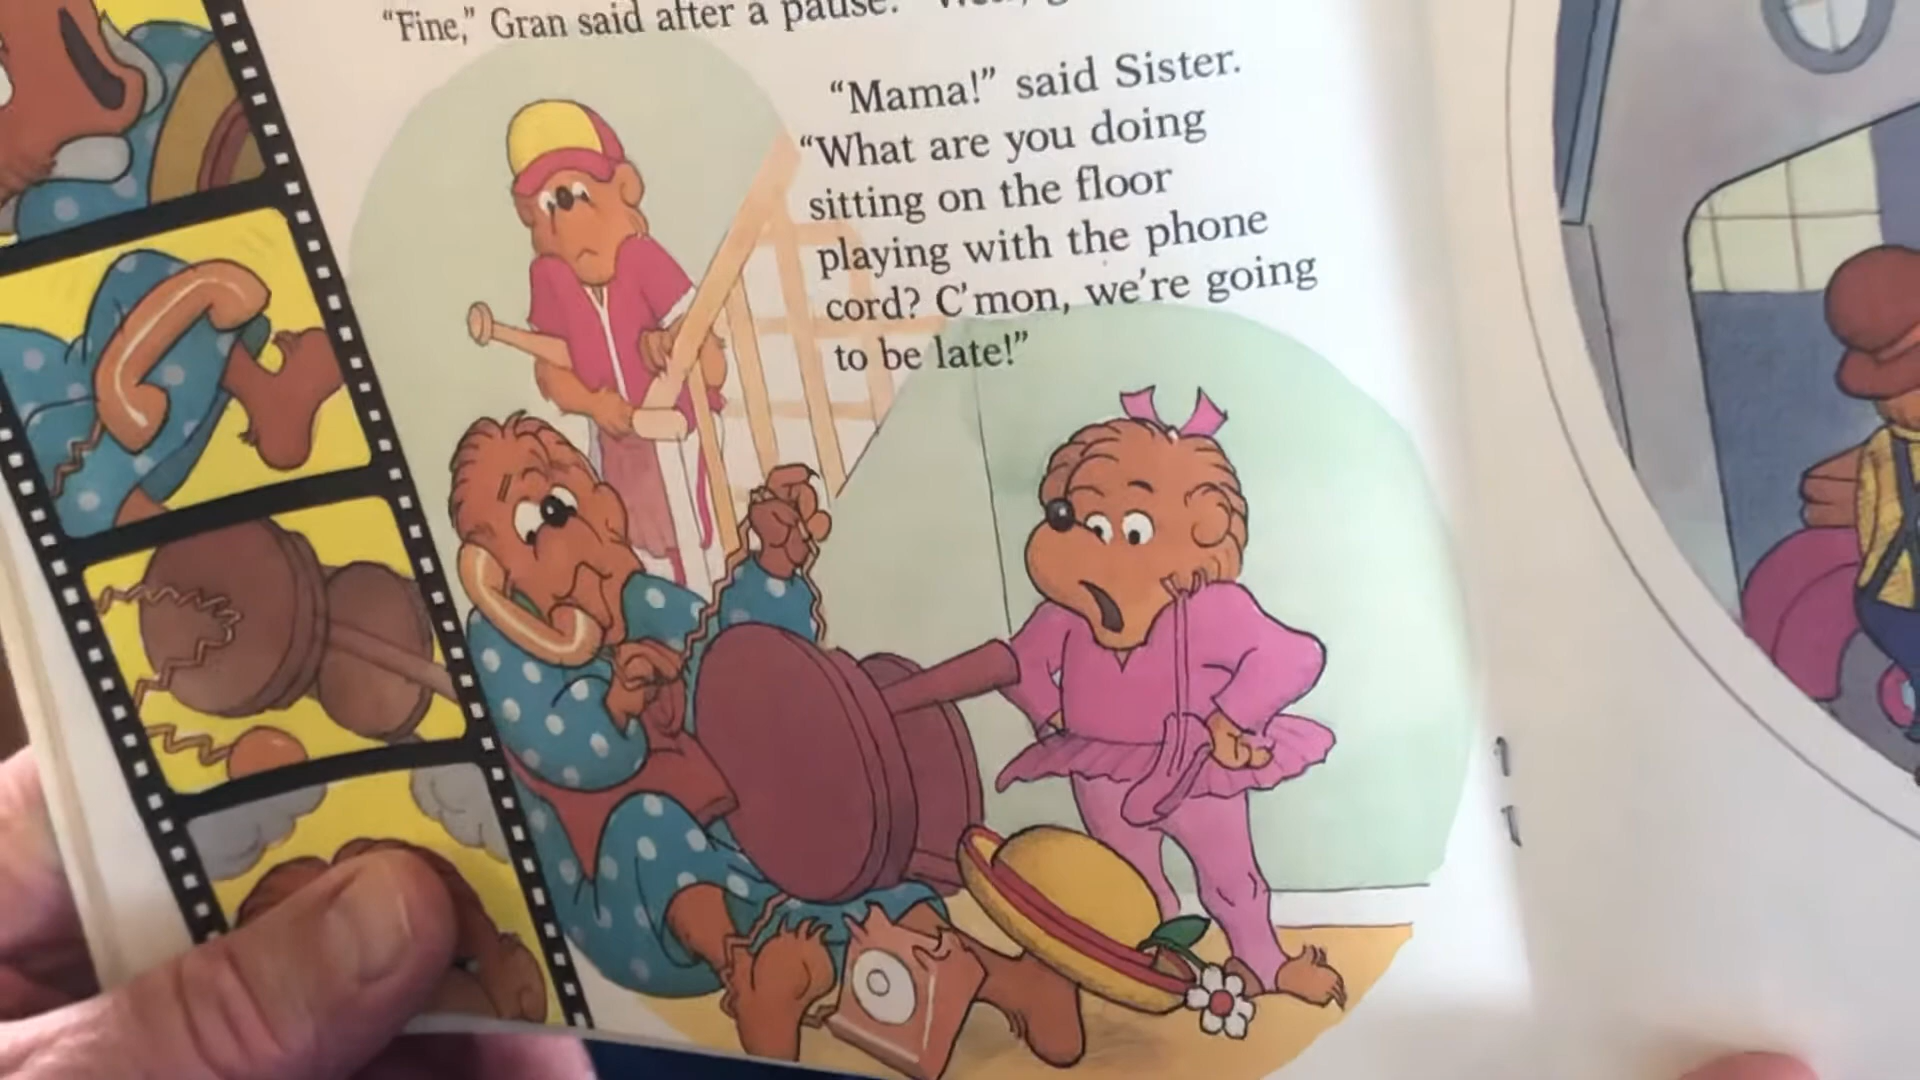 “Fine,” Gran said after a pause.
“Mama!” said Sister.
“What are you doing
sitting on the floor
playing with the phone
cord? C’mon, we’re going
to be late!”